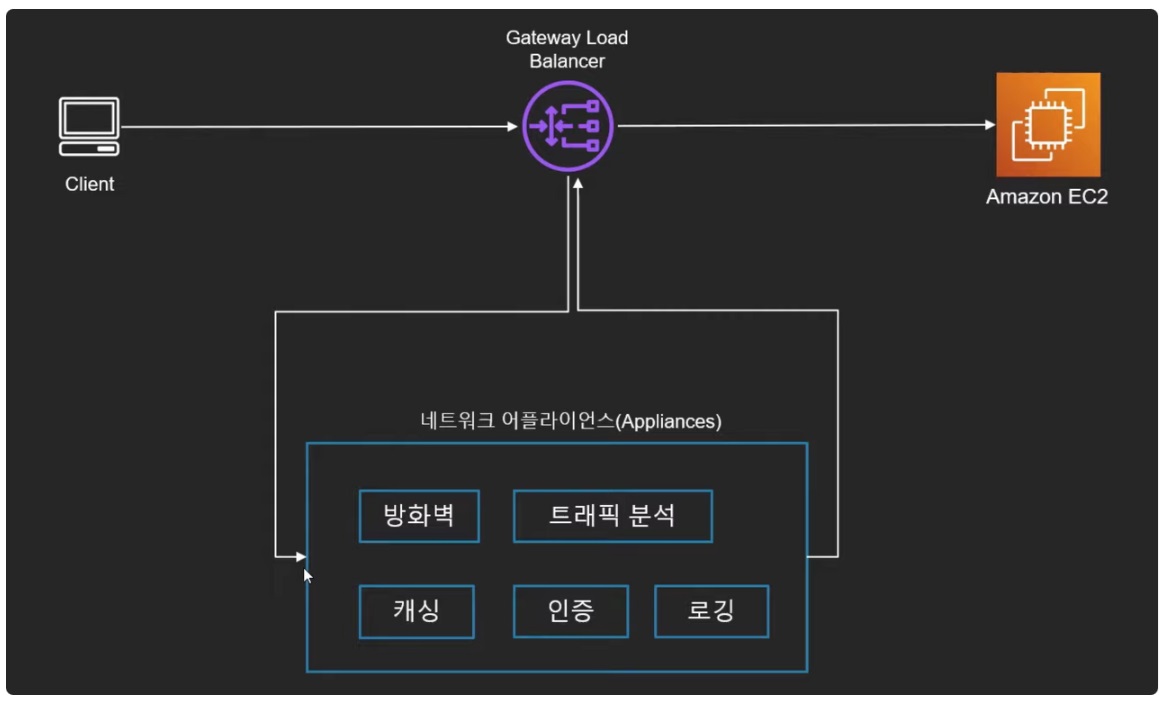 Gateway Load
Balancer
Client
Amazon EC2
네트워크 어플라이언스(Appliances)
방화벽
트래픽 분석
캐싱
인증
로깅